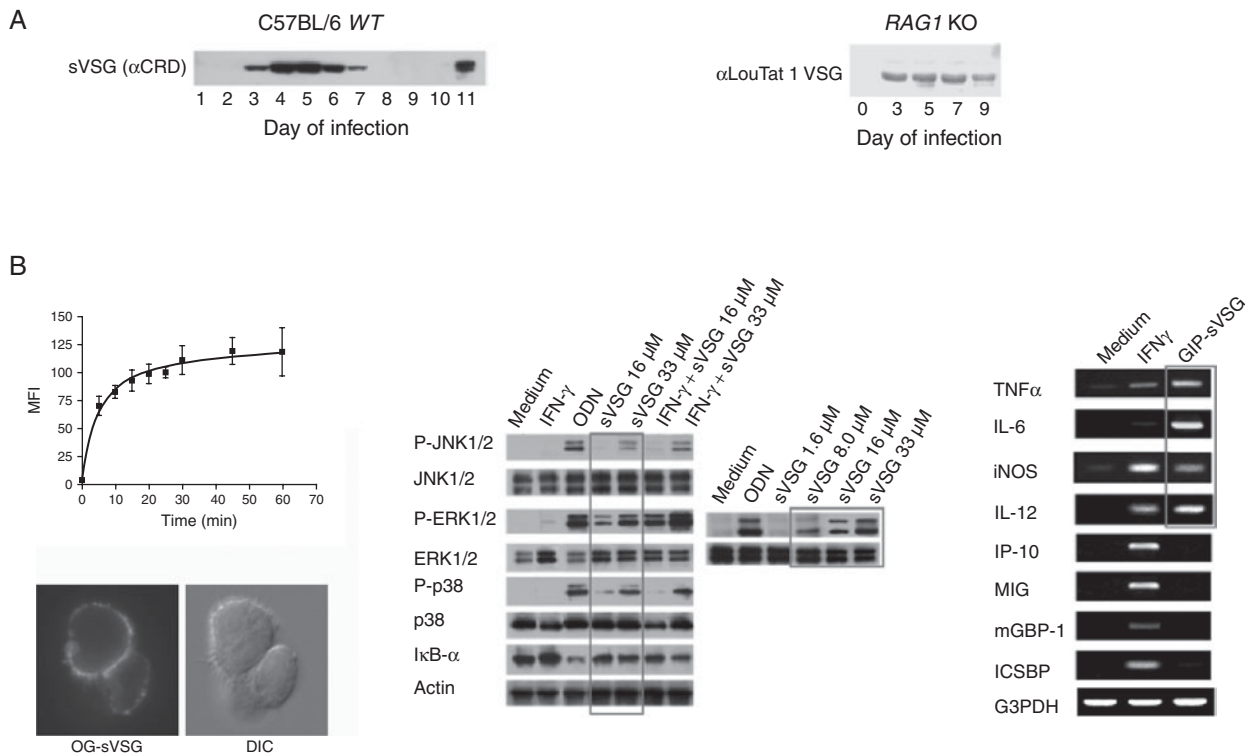 A
C57BL/6 WT
sVSG (αCRD)
1 2 3 4 5 6 7 8 9 10 11
Day of infection
RAG1 KO
αLouTat 1 VSG
0 3 5 7 9
Day of infection
B
150
125
100
75
50
25
0
MFI
0 10 20 30 40 50 60 70
Time (min)
OG-sVSG
DIC
Medium
IFN-γ
ODN
sVSG 16 μM
sVSG 33 μM
IFN-γ + sVSG 16 μM
IFN-γ + sVSG 33 μM
P-JNK1/2
JNK1/2
P-ERK1/2
ERK1/2
P-p38
p38
IκB-α
Actin
Medium
ODN
sVSG 1.6 μM
sVSG 8.0 μM
sVSG 16 μM
sVSG 33 μM
Medium
IFNγ
GIP-sVSG
TNFα
IL-6
iNOS
IL-12
IP-10
MIG
mGBP-1
ICSBP
G3PDH